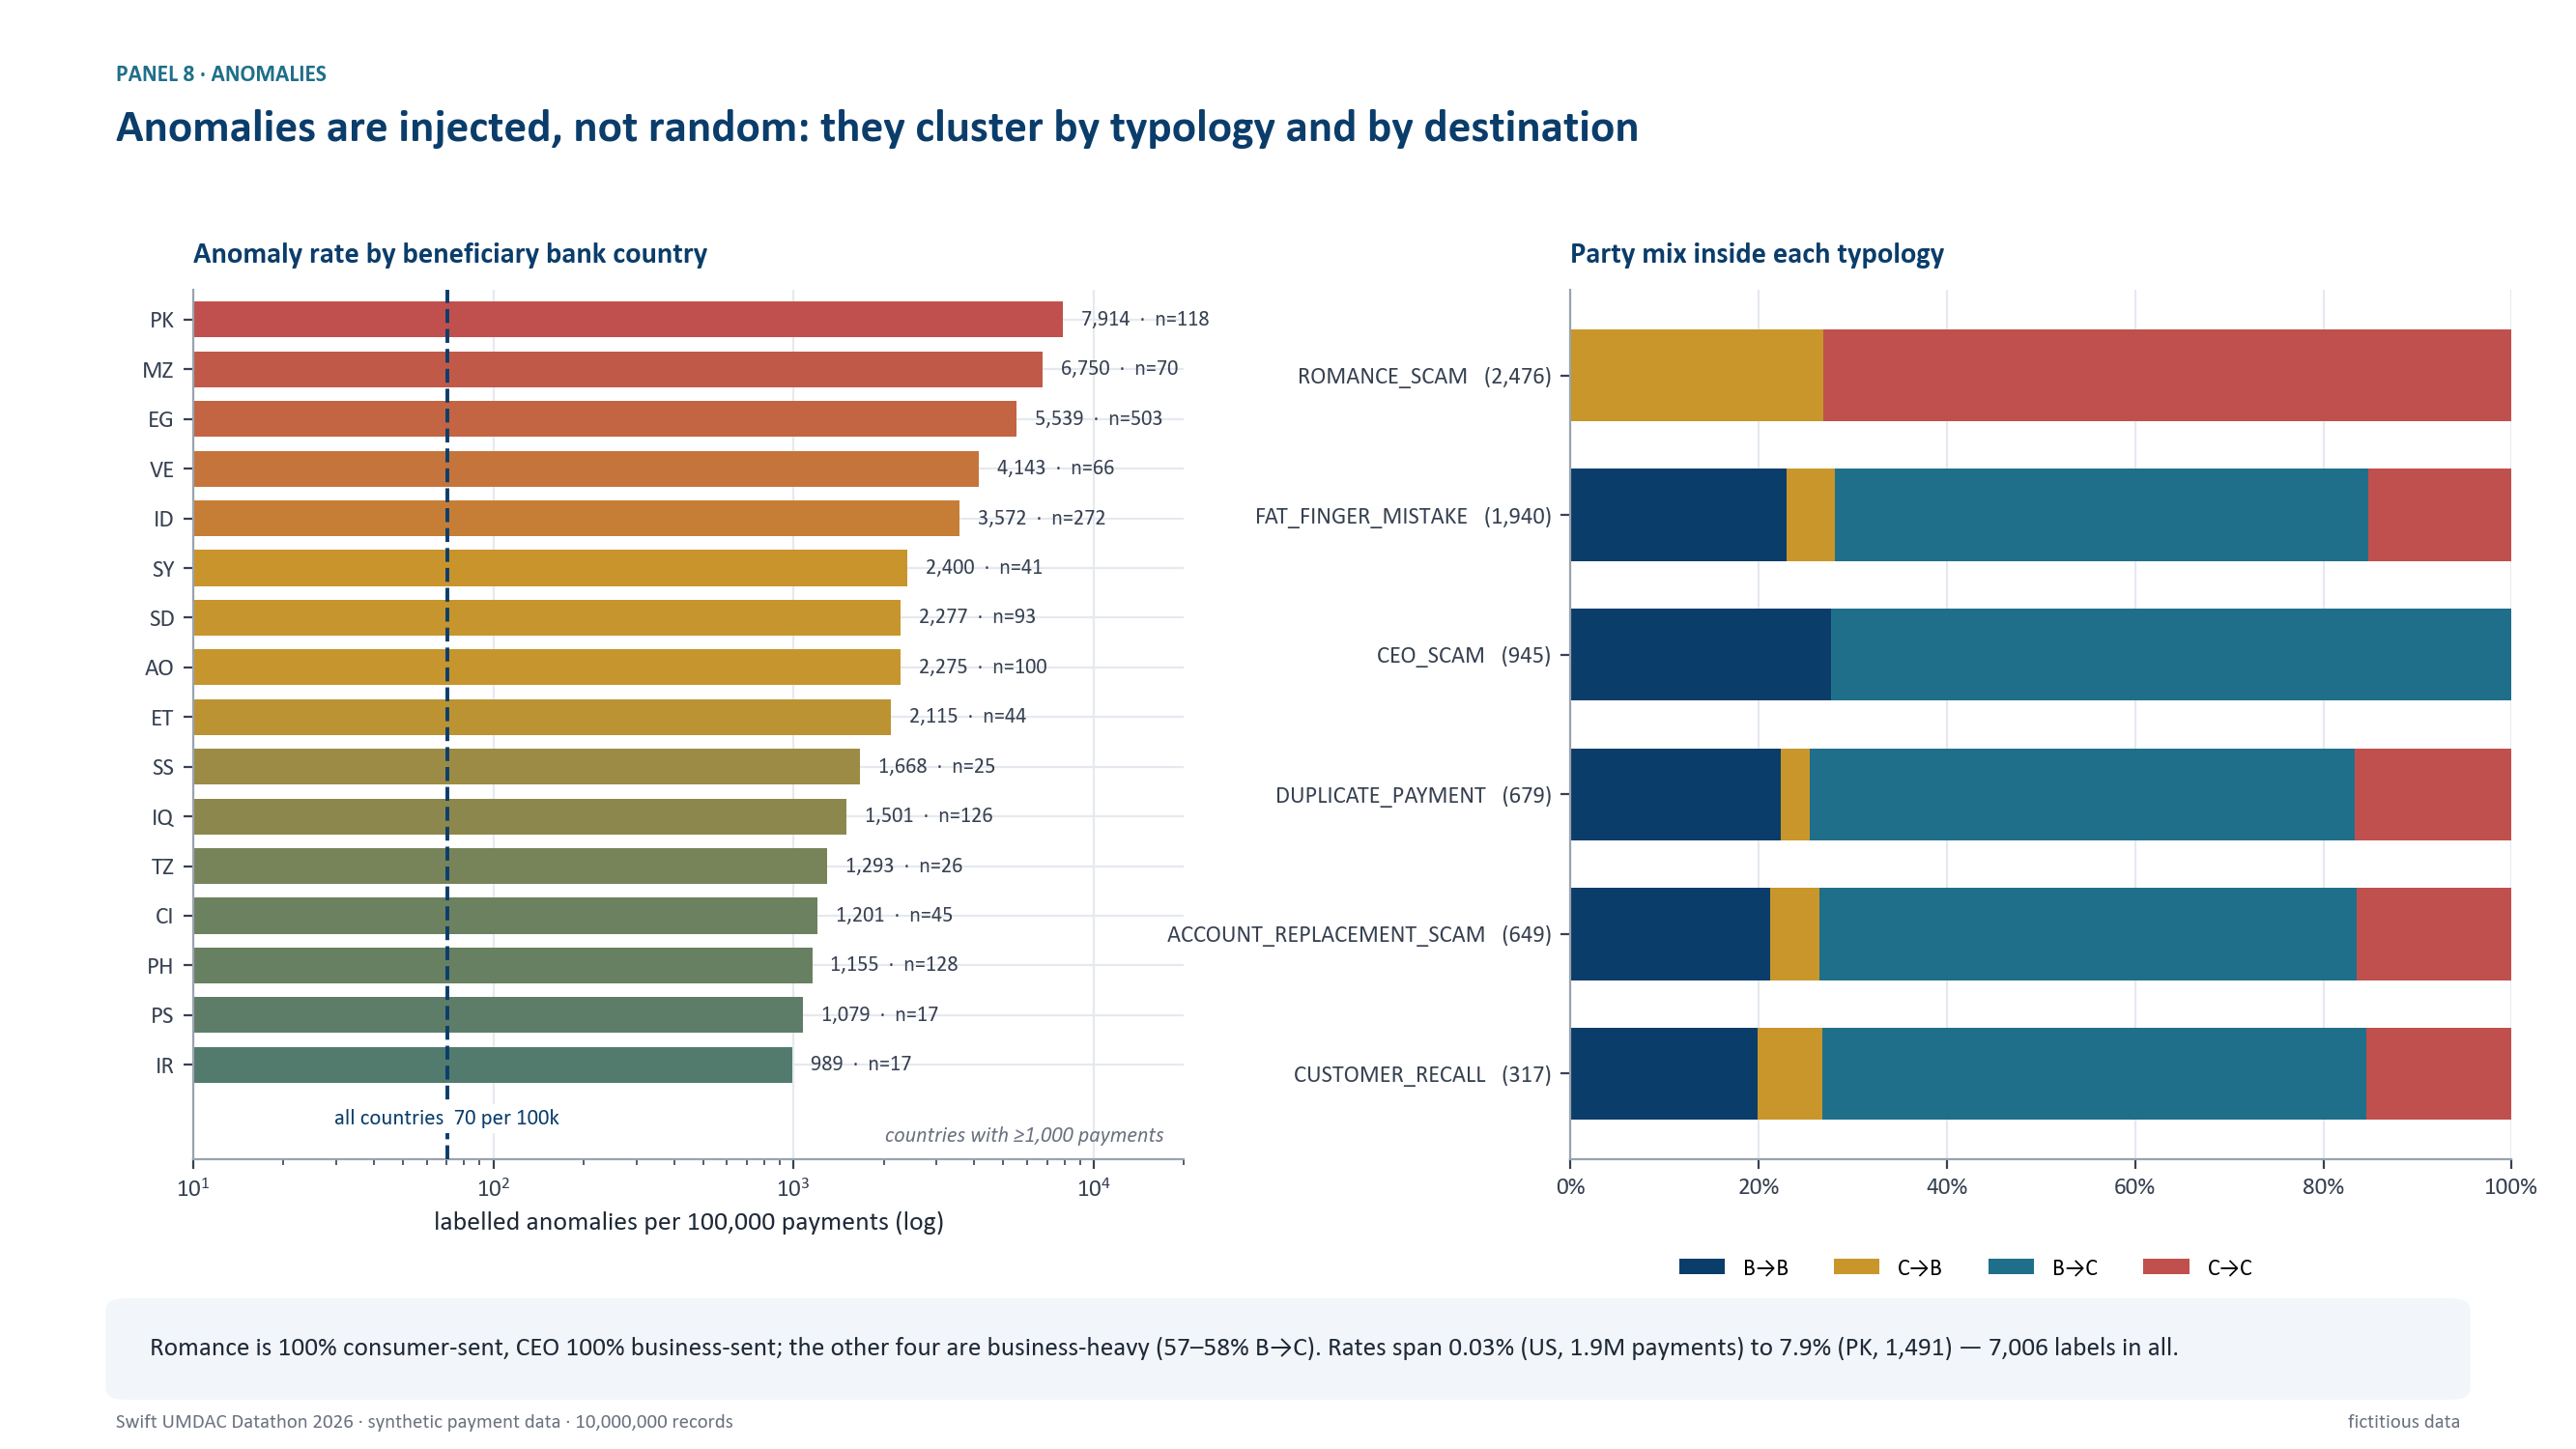 PANEL 8 · ANOMALIES
Anomalies are injected, not random: they cluster by typology and by destination
Anomaly rate by beneficiary bank country
PK 7,914 · n=118
MZ 6,750 · n=70
EG 5,539 · n=503
VE 4,143 · n=66
ID 3,572 · n=272
SY 2,400 · n=41
SD 2,277 · n=93
AO 2,275 · n=100
ET 2,115 · n=44
SS 1,668 · n=25
IQ 1,501 · n=126
TZ 1,293 · n=26
CI 1,201 · n=45
PH 1,155 · n=128
PS 1,079 · n=17
IR 989 · n=17
all countries 70 per 100k
countries with ≥1,000 payments
10¹ 10² 10³ 10⁴
labelled anomalies per 100,000 payments (log)
Party mix inside each typology
ROMANCE_SCAM (2,476)
FAT_FINGER_MISTAKE (1,940)
CEO_SCAM (945)
DUPLICATE_PAYMENT (679)
ACCOUNT_REPLACEMENT_SCAM (649)
CUSTOMER_RECALL (317)
0% 20% 40% 60% 80% 100%
B→B C→B B→C C→C
Romance is 100% consumer-sent, CEO 100% business-sent; the other four are business-heavy (57–58% B→C). Rates span 0.03% (US, 1.9M payments) to 7.9% (PK, 1,491) — 7,006 labels in all.
Swift UMDAC Datathon 2026 · synthetic payment data · 10,000,000 records
fictitious data